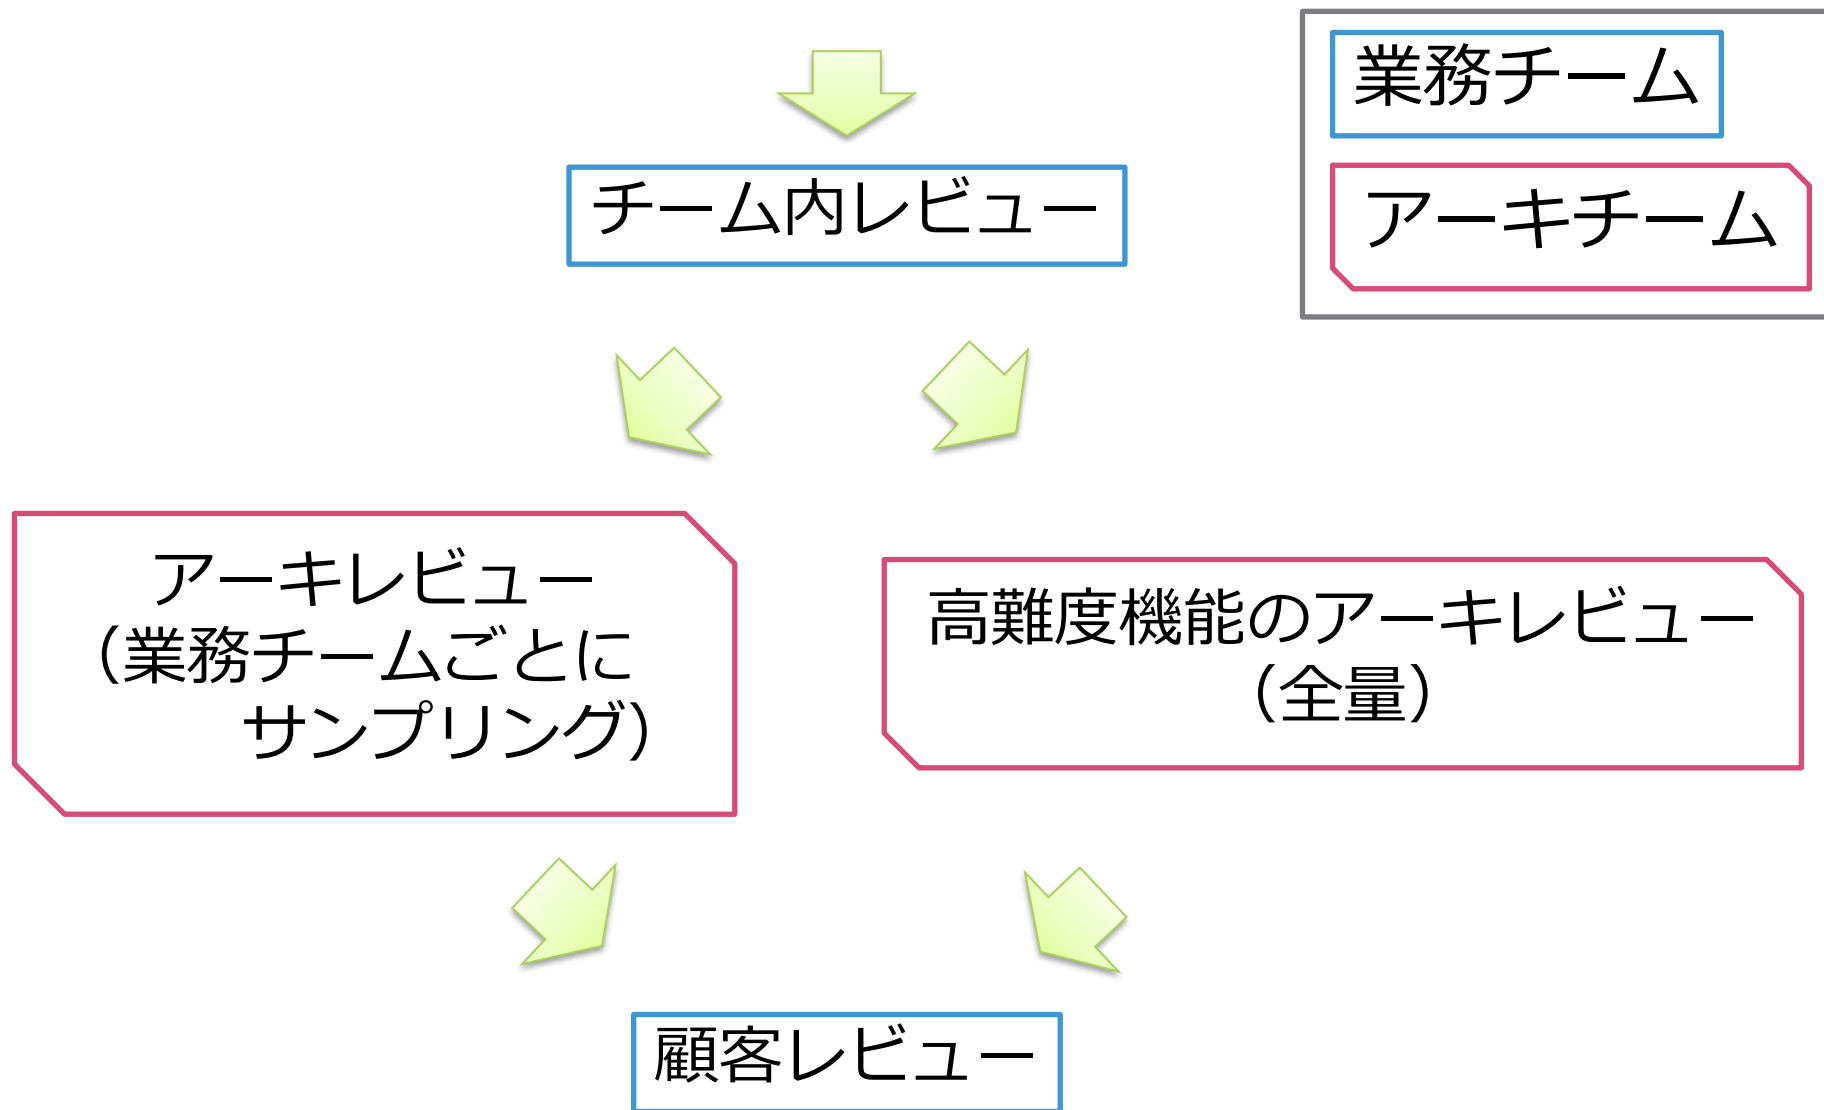 業務チーム
アーキチーム
チーム内レビュー
アーキレビュー
（業務チームごとに
サンプリング）
高難度機能のアーキレビュー
（全量）
顧客レビュー